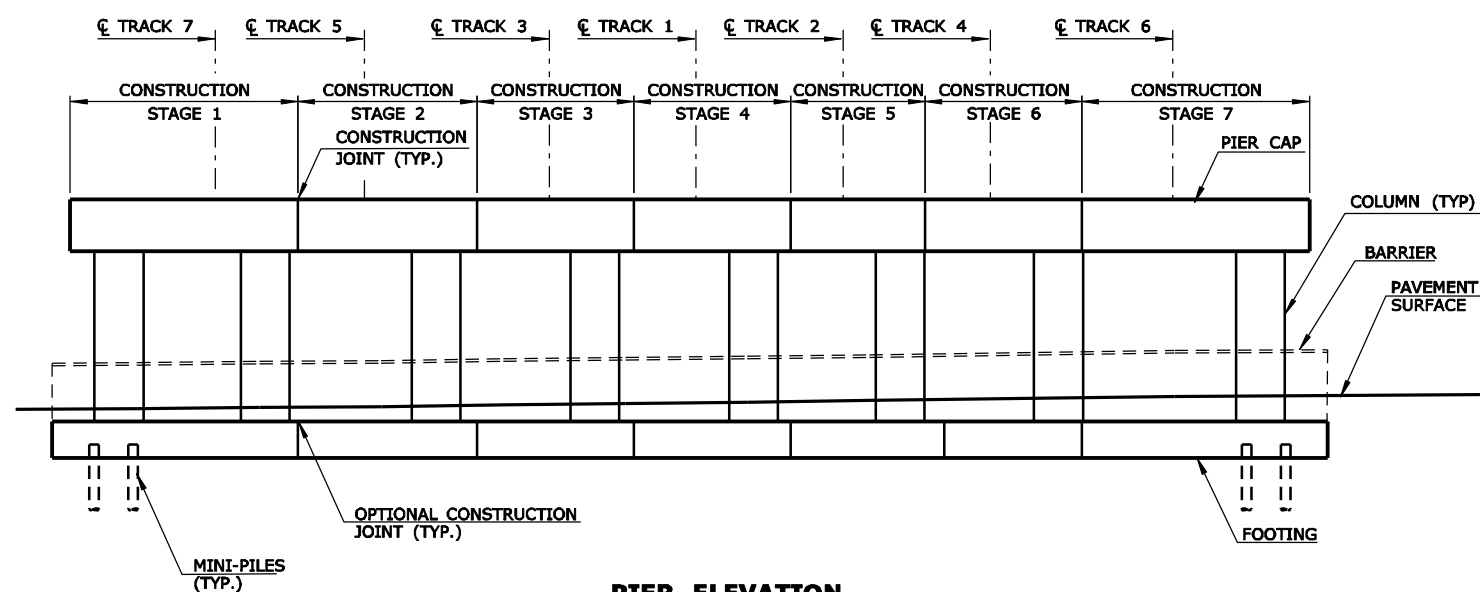 ℄ TRACK 7
℄ TRACK 5
℄ TRACK 3
℄ TRACK 1
℄ TRACK 2
℄ TRACK 4
℄ TRACK 6
CONSTRUCTION
STAGE 1
CONSTRUCTION
STAGE 2
CONSTRUCTION
STAGE 3
CONSTRUCTION
STAGE 4
CONSTRUCTION
STAGE 5
CONSTRUCTION
STAGE 6
CONSTRUCTION
STAGE 7
CONSTRUCTION
JOINT (TYP.)
PIER CAP
COLUMN (TYP)
BARRIER
PAVEMENT
SURFACE
OPTIONAL CONSTRUCTION
JOINT (TYP.)
FOOTING
MINI-PILES
(TYP.)
PIER ELEVATION